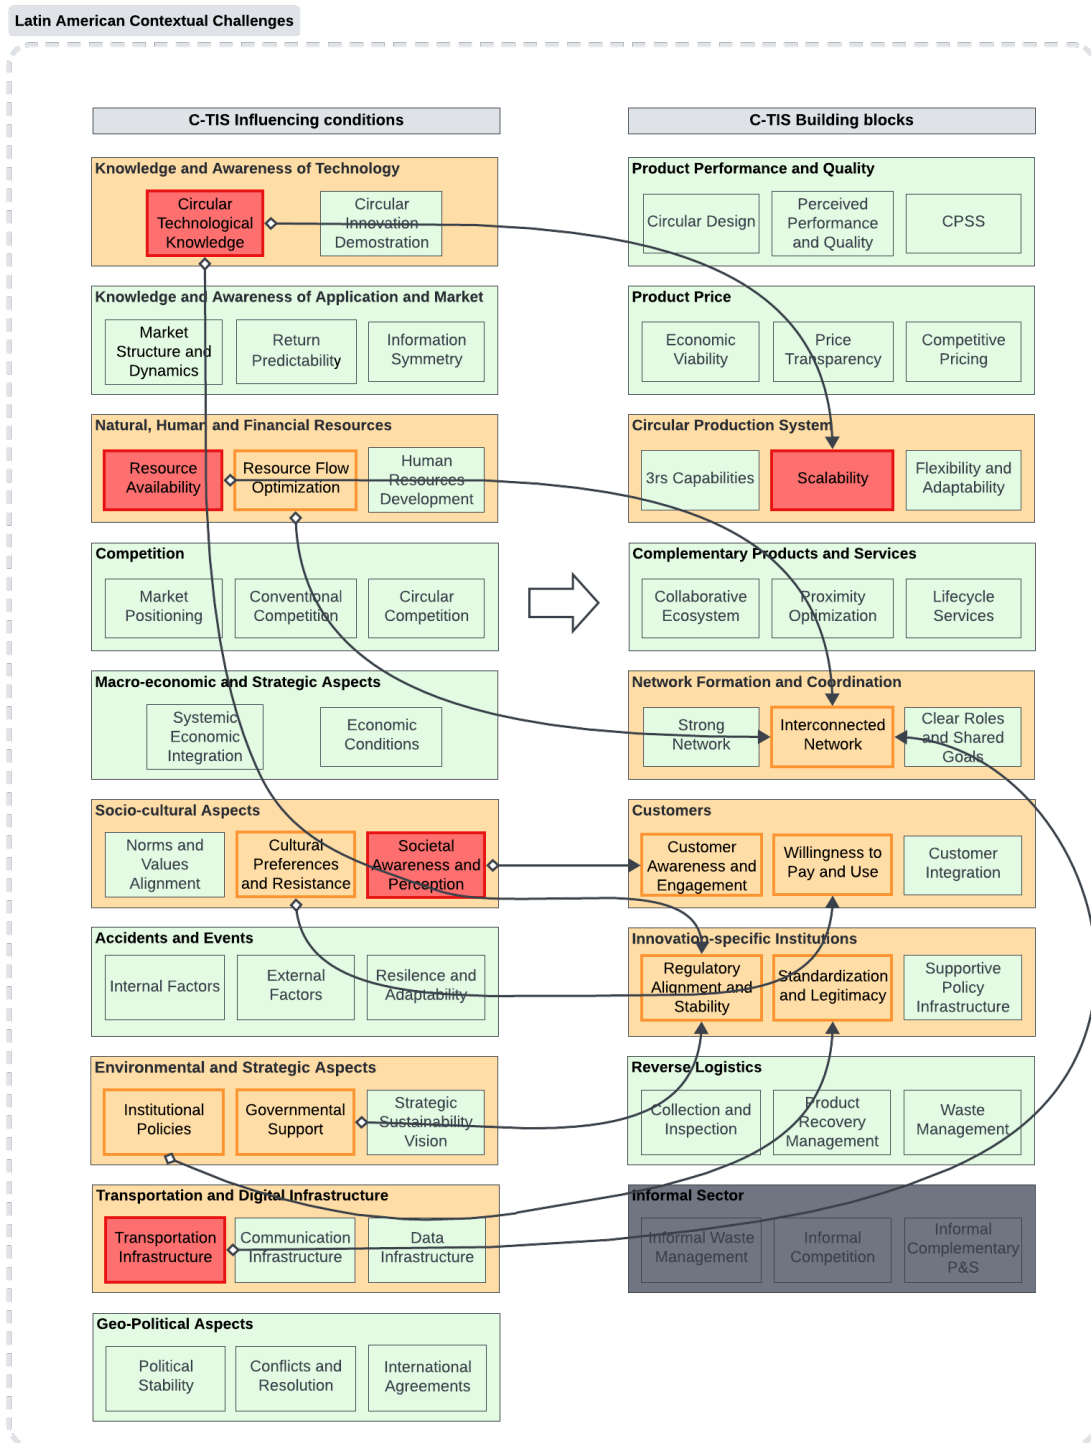 Latin American Contextual Challenges
C-TIS Influencing conditions
Knowledge and Awareness of Technology
Circular
Technological
Knowledge
Circular
Innovation
Demostration
Knowledge and Awareness of Application and Market
Market
Structure and
Dynamics
Return
Predictability
Information
Symmetry
Natural, Human and Financial Resources
Resource
Availability
Resource Flow
Optimization
Human
Resources
Development
Competition
Market
Positioning
Conventional
Competition
Circular
Competition
Macro-economic and Strategic Aspects
Systemic
Economic
Integration
Economic
Conditions
Socio-cultural Aspects
Norms and
Values
Alignment
Cultural
Preferences
and Resistance
Societal
Awareness and
Perception
Accidents and Events
Internal Factors
External
Factors
Resilence and
Adaptability
Environmental and Strategic Aspects
Institutional
Policies
Governmental
Support
Strategic
Sustainability
Vision
Transportation and Digital Infrastructure
Transportation
Infrastructure
Communication
Infrastructure
Data
Infrastructure
Geo-Political Aspects
Political
Stability
Conflicts and
Resolution
International
Agreements
C-TIS Building blocks
Product Performance and Quality
Circular Design
Perceived
Performance
and Quality
CPSS
Product Price
Economic
Viability
Price
Transparency
Competitive
Pricing
Circular Production System
3rs Capabilities
Scalability
Flexibility and
Adaptability
Complementary Products and Services
Collaborative
Ecosystem
Proximity
Optimization
Lifecycle
Services
Network Formation and Coordination
Strong
Network
Interconnected
Network
Clear Roles
and Shared
Goals
Customers
Customer
Awareness and
Engagement
Willingness to
Pay and Use
Customer
Integration
Innovation-specific Institutions
Regulatory
Alignment and
Stability
Standardization
and Legitimacy
Supportive
Policy
Infrastructure
Reverse Logistics
Collection and
Inspection
Product
Recovery
Management
Waste
Management
Informal Sector
Informal Waste
Management
Informal
Competition
Informal
Complementary
P&S